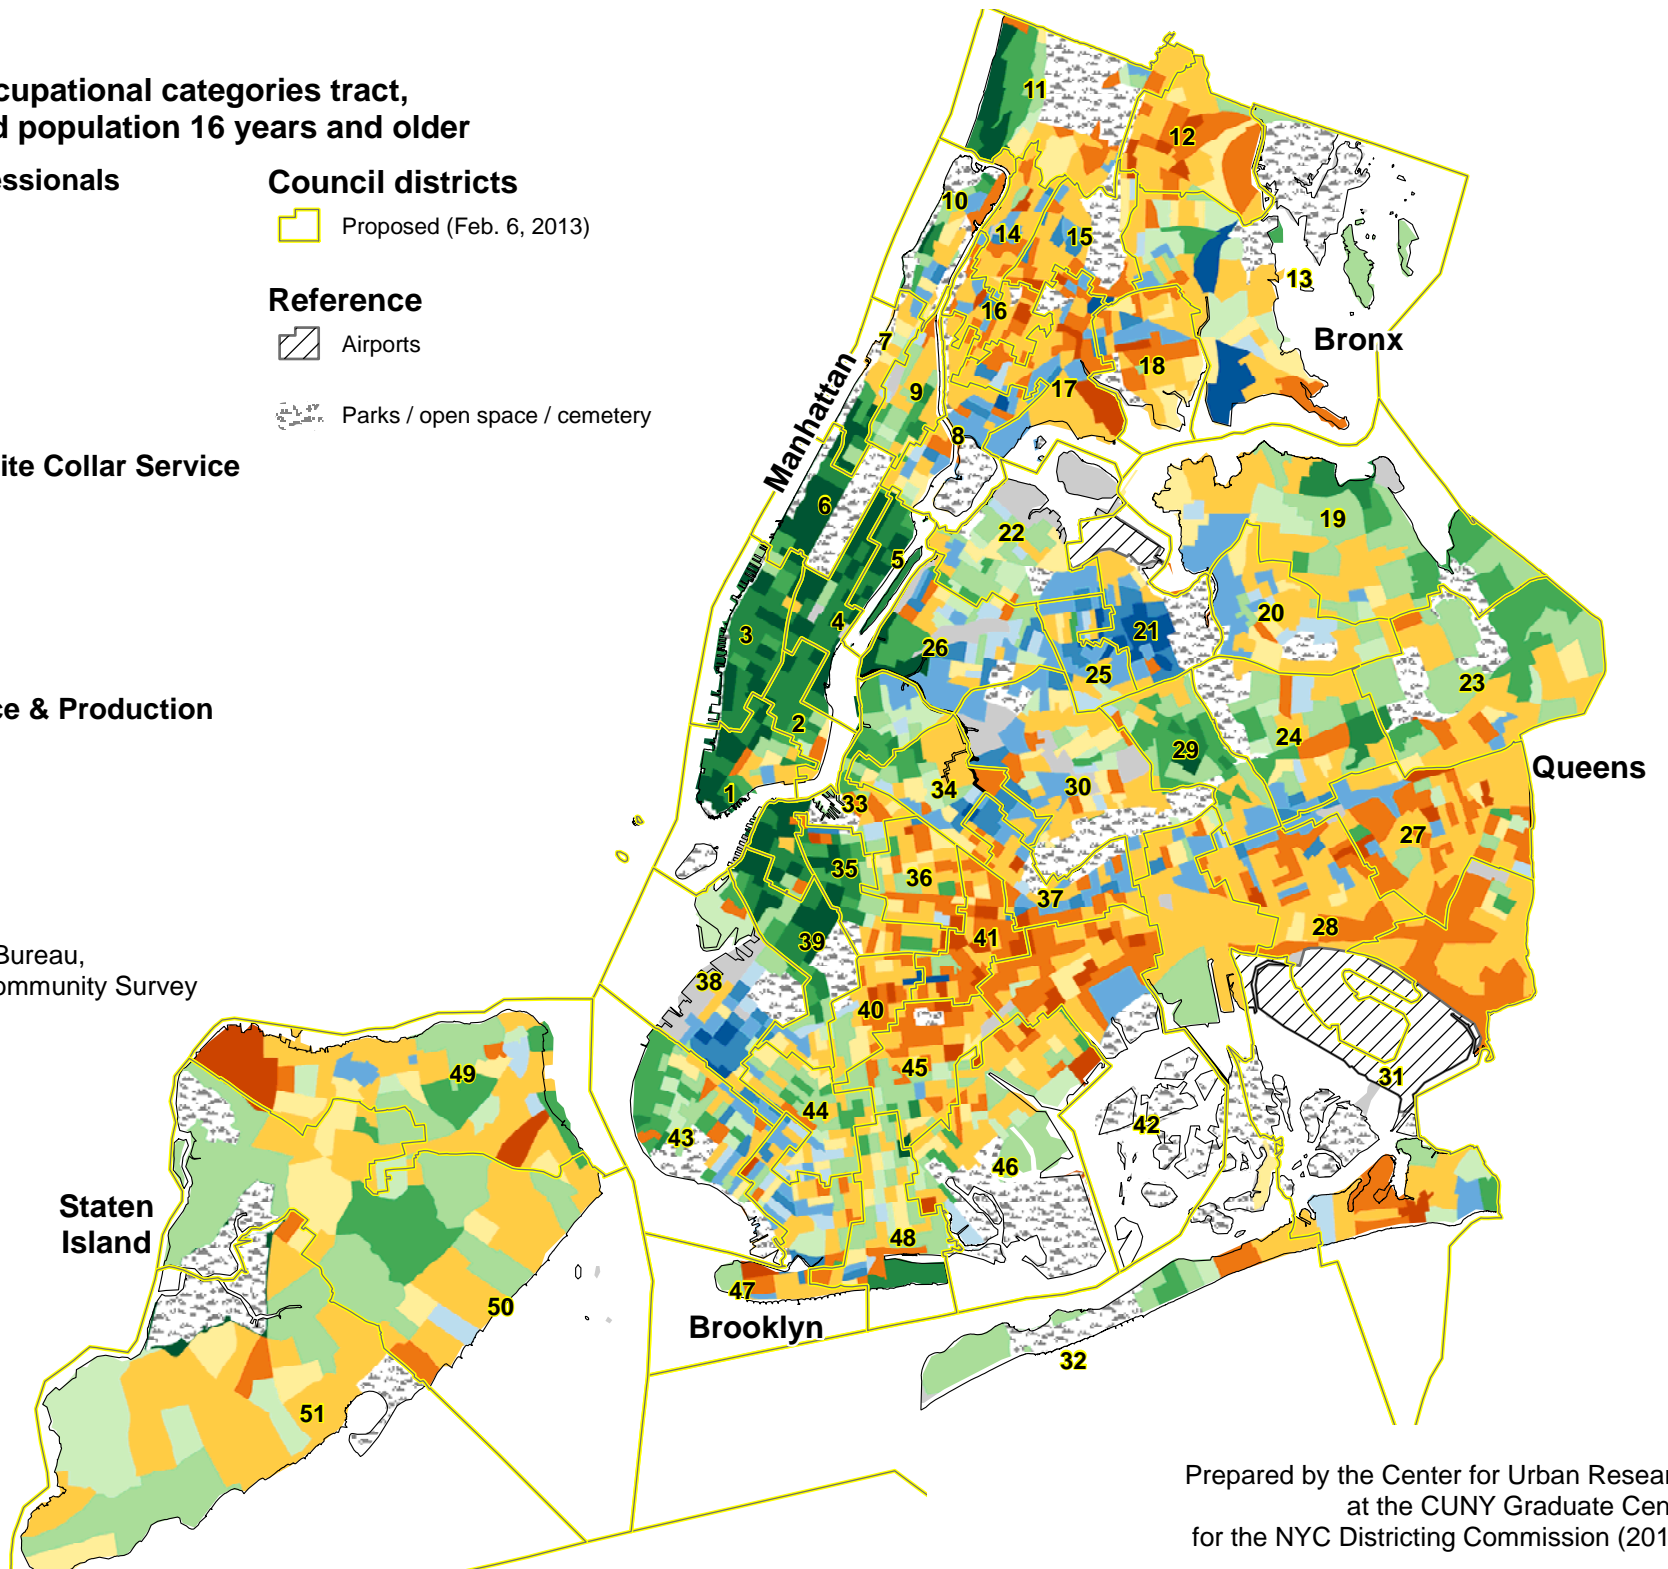 cupational categories tract,
d population 16 years and older
essionals
Council districts
Proposed (Feb. 6, 2013)
Reference
Airports
Parks / open space / cemetery
ite Collar Service
ce & Production
Bureau,
ommunity Survey
Manhattan
Bronx
Queens
Brooklyn
Staten
Island
11
12
10
14
15
13
16
7
9
18
17
8
6
22
19
5
3
4
20
21
26
25
23
2
29
24
1
34
30
33
27
35
36
37
39
41
28
38
40
45
31
49
44
42
43
46
48
47
50
32
51
Prepared by the Center for Urban Resear
at the CUNY Graduate Cen
for the NYC Districting Commission (201